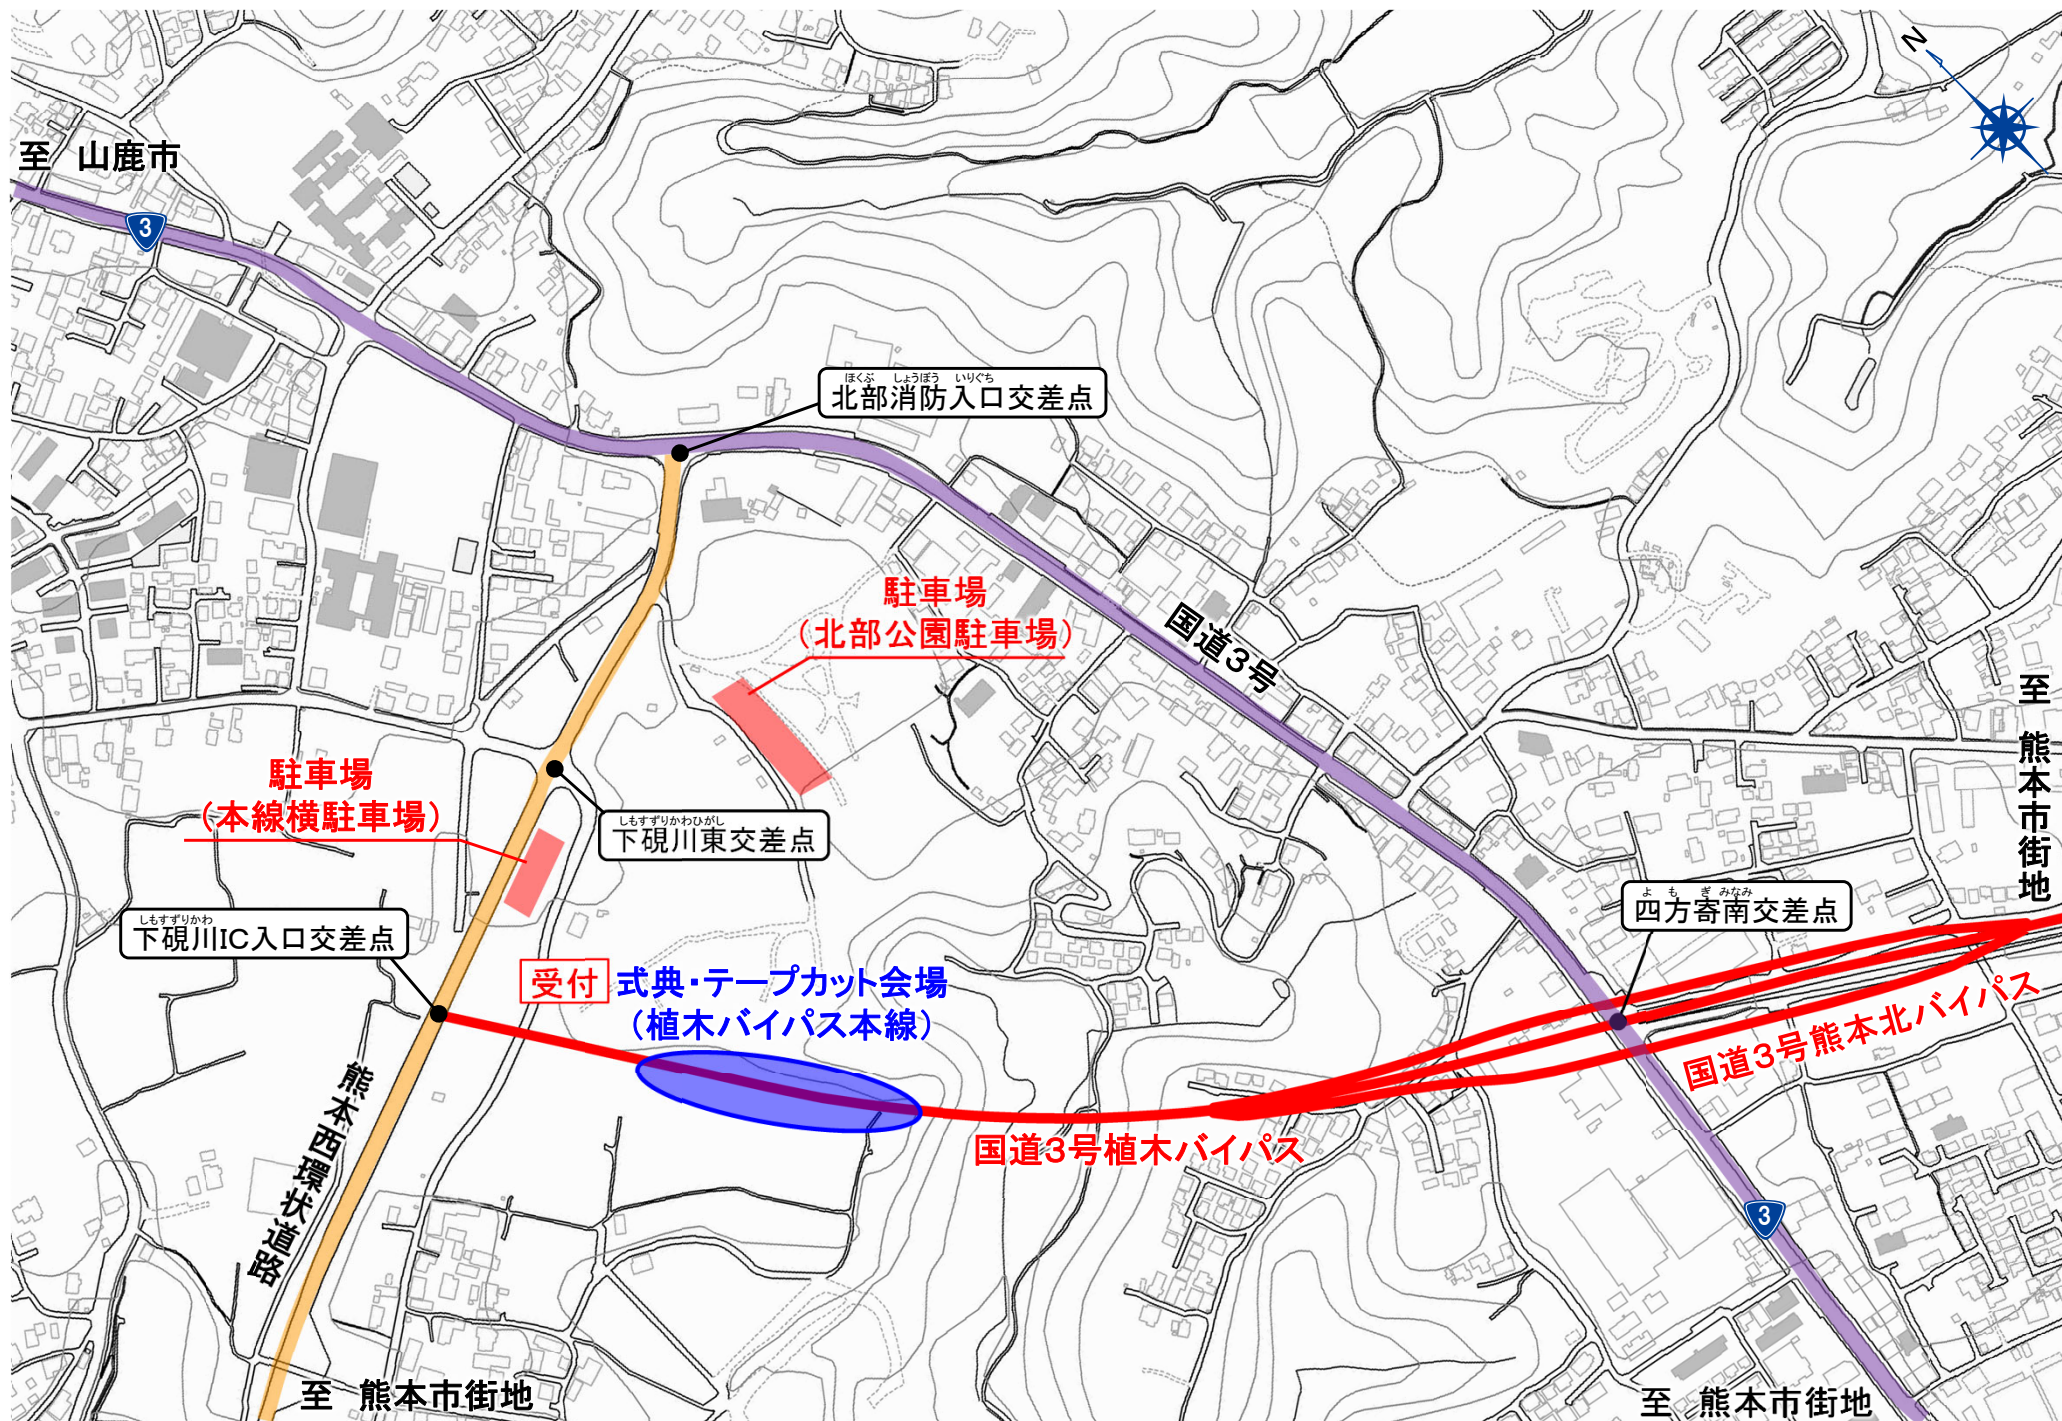 N
至 山鹿市
3
ほくぶ しょうぼう いりぐち
北部消防入口交差点
駐車場
（北部公園駐車場）
国道3号
至 熊本市街地
駐車場
（本線横駐車場）
しもすずりかわひがし
下硯川東交差点
しもすずりかわ
下硯川IC入口交差点
よもぎみなみ
四方寄南交差点
受付 式典・テープカット会場
（植木バイパス本線）
国道3号熊本北バイパス
国道3号植木バイパス
熊本西環状道路
3
至 熊本市街地
至 熊本市街地